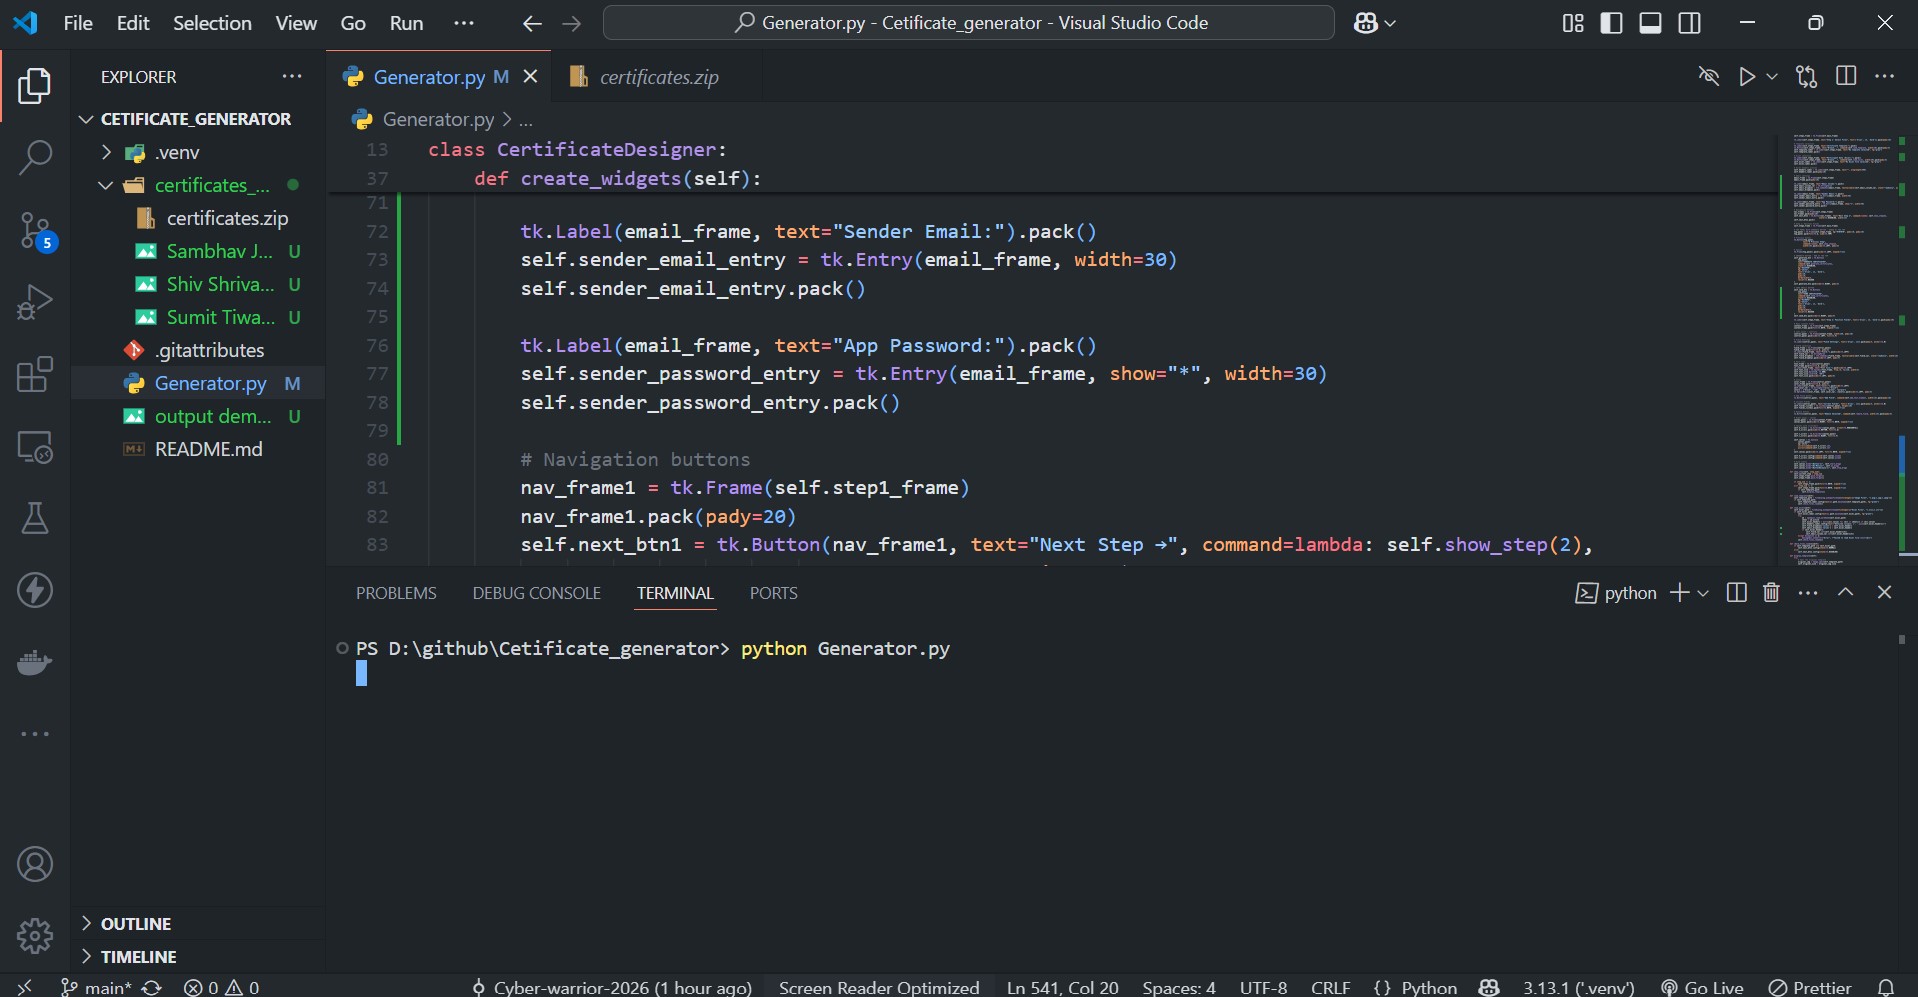 File Edit Selection View Go Run ··· Generator.py - Cetificate_generator - Visual Studio Code
EXPLORER
CETIFICATE_GENERATOR
.venv
certificates_...
certificates.zip
Sambhav J... U
Shiv Shriva... U
Sumit Tiwa... U
.gitattributes
Generator.py M
output dem... U
README.md
OUTLINE
TIMELINE
5
Generator.py M certificates.zip
Generator.py > ...
13 class CertificateDesigner:
37 def create_widgets(self):
71
72 tk.Label(email_frame, text="Sender Email:").pack()
73 self.sender_email_entry = tk.Entry(email_frame, width=30)
74 self.sender_email_entry.pack()
75
76 tk.Label(email_frame, text="App Password:").pack()
77 self.sender_password_entry = tk.Entry(email_frame, show="*", width=30)
78 self.sender_password_entry.pack()
79
80 # Navigation buttons
81 nav_frame1 = tk.Frame(self.step1_frame)
82 nav_frame1.pack(pady=20)
83 self.next_btn1 = tk.Button(nav_frame1, text="Next Step →", command=lambda: self.show_step(2),
PROBLEMS DEBUG CONSOLE TERMINAL PORTS python
PS D:\github\Cetificate_generator> python Generator.py
main* 0 0 Cyber-warrior-2026 (1 hour ago) Screen Reader Optimized Ln 541, Col 20 Spaces: 4 UTF-8 CRLF {} Python 3.13.1 ('.venv') Go Live Prettier